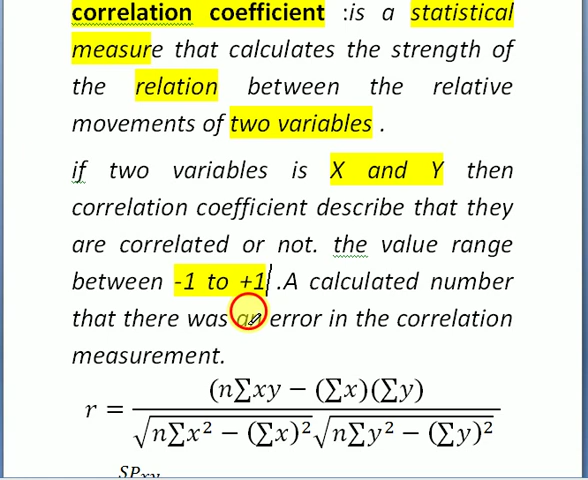 correlation coefficient :is a statistical
measure that calculates the strength of
the relation between the relative
movements of two variables .
if two variables is X and Y then
correlation coefficient describe that they
are correlated or not. the value range
between -1 to +1 .A calculated number
that there was an error in the correlation
measurement.
r = (n∑xy − (∑x)(∑y) / √n∑x² − (∑x)² √n∑y² − (∑y)²
SPxy